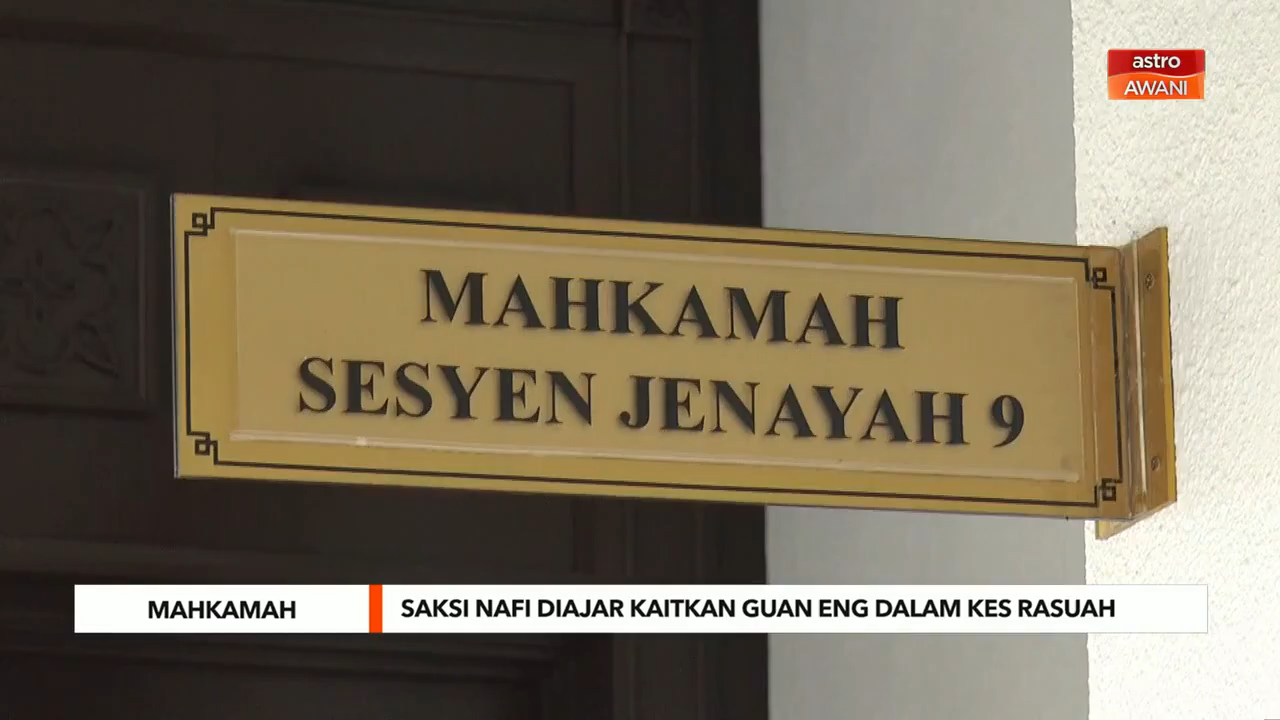 astro
AWANI
MAHKAMAH
SESYEN JENAYAH 9
MAHKAMAH
SAKSI NAFI DIAJAR KAITKAN GUAN ENG DALAM KES RASUAH